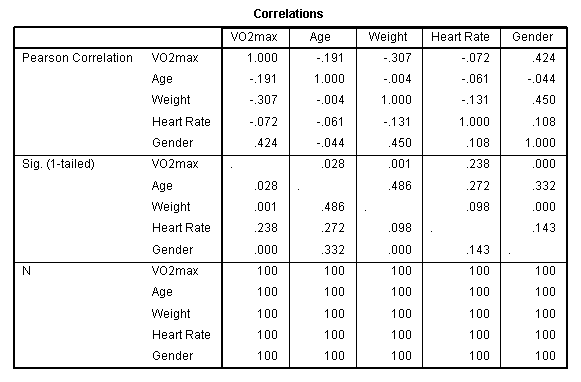 Correlations
VO2max Age Weight Heart Rate Gender
Pearson Correlation VO2max 1.000 -.191 -.307 -.072 .424
Age -.191 1.000 -.004 -.061 -.044
Weight -.307 -.004 1.000 -.131 .450
Heart Rate -.072 -.061 -.131 1.000 .108
Gender .424 -.044 .450 .108 1.000
Sig. (1-tailed) VO2max . .028 .001 .238 .000
Age .028 . .486 .272 .332
Weight .001 .486 . .098 .000
Heart Rate .238 .272 .098 . .143
Gender .000 .332 .000 .143 .
N VO2max 100 100 100 100 100
Age 100 100 100 100 100
Weight 100 100 100 100 100
Heart Rate 100 100 100 100 100
Gender 100 100 100 100 100